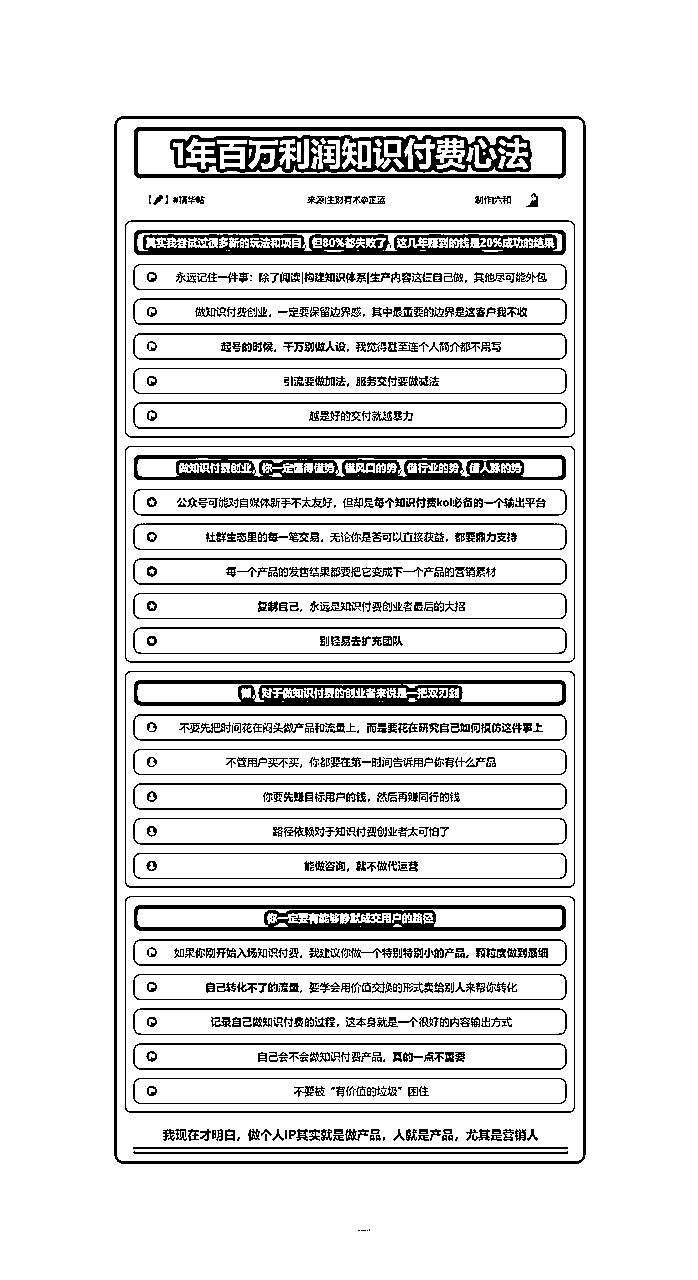 1年百万利润知识付费心法
【】#精华帖 来源|生财有术@正蓝 制作|六和
其实我尝试过很多新的玩法和项目，但80%都失败了，这几年赚到的钱是20%成功的结果
永远记住一件事：除了阅读|构建知识体系|生产内容这些自己做，其他尽可能外包
做知识付费创业，一定要保留边界感，其中最重要的边界是这客户我不收
起号的时候，千万别做人设，我觉得甚至连个人简介都不用写
引流要做加法，服务交付要做减法
越是好的交付就越暴力
做知识付费创业，你一定懂得借势，借风口的势，借行业的势，借人脉的势
公众号可能对自媒体新手不太友好，但却是每个知识付费kol必备的一个输出平台
社群生态里的每一笔交易，无论你是否可以直接获益，都要鼎力支持
每一个产品的发售结果都要把它变成下一个产品的营销素材
复制自己，永远是知识付费创业者最后的大招
别轻易去扩充团队
懒，对于做知识付费的创业者来说是一把双刃剑
不要先把时间花在闷头做产品和流量上，而是要花在研究自己如何模仿这件事上
不管用户买不买，你都要在第一时间告诉用户你有什么产品
你要先赚目标用户的钱，然后再赚同行的钱
路径依赖对于知识付费创业者太可怕了
能做咨询，就不做代运营
你一定要有能够静默成交用户的路径
如果你刚开始入场知识付费，我建议你做一个特别特别小的产品，颗粒度做到最细
自己转化不了的流量，要学会用价值交换的形式卖给别人来帮你转化
记录自己做知识付费的过程，这本身就是一个很好的内容输出方式
自己会不会做知识付费产品，真的一点不重要
不要被“有价值的垃圾”困住
我现在才明白，做个人IP其实就是做产品，人就是产品，尤其是营销人